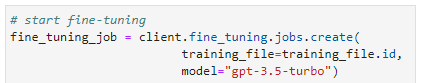 # start fine-tuning
fine_tuning_job = client.fine_tuning.jobs.create(
training_file=training_file.id,
model="gpt-3.5-turbo")